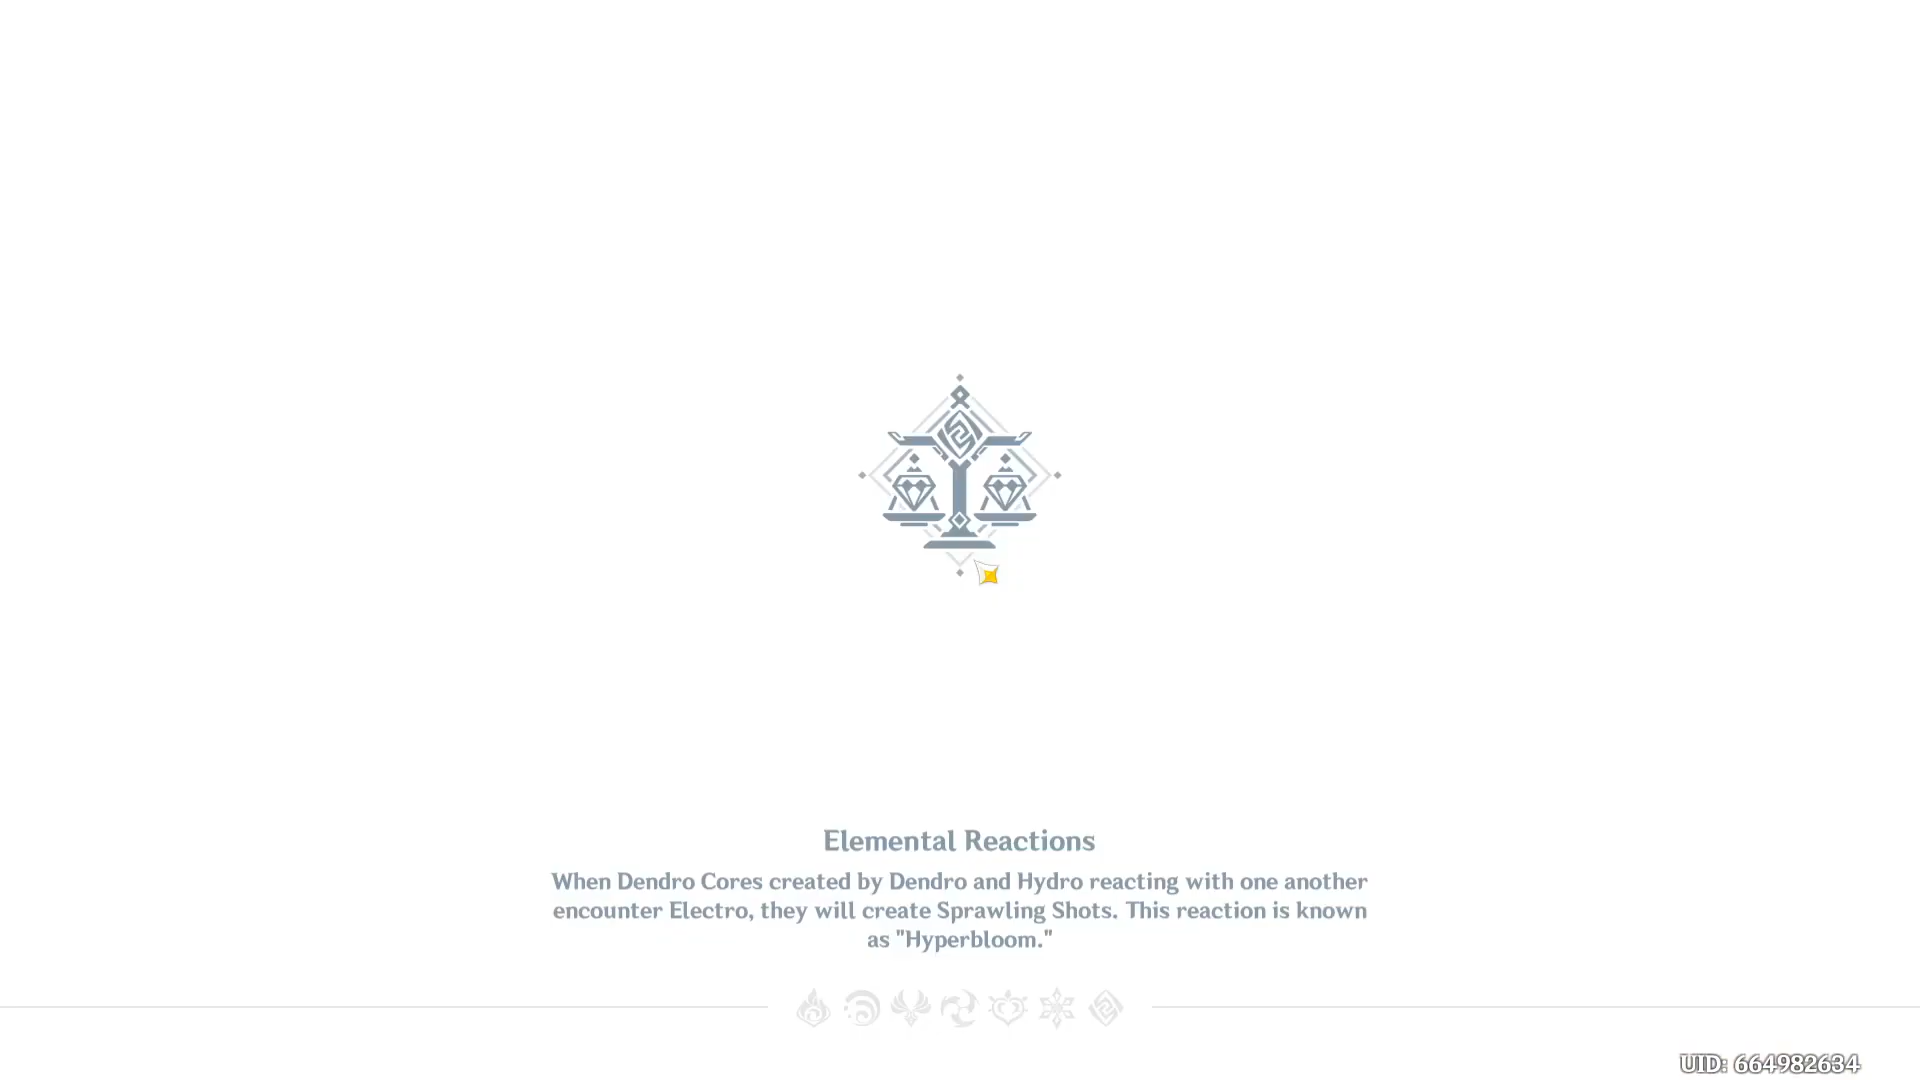 Elemental Reactions
When Dendro Cores created by Dendro and Hydro reacting with one another
encounter Electro, they will create Sprawling Shots. This reaction is known
as "Hyperbloom."
UID: 664982634